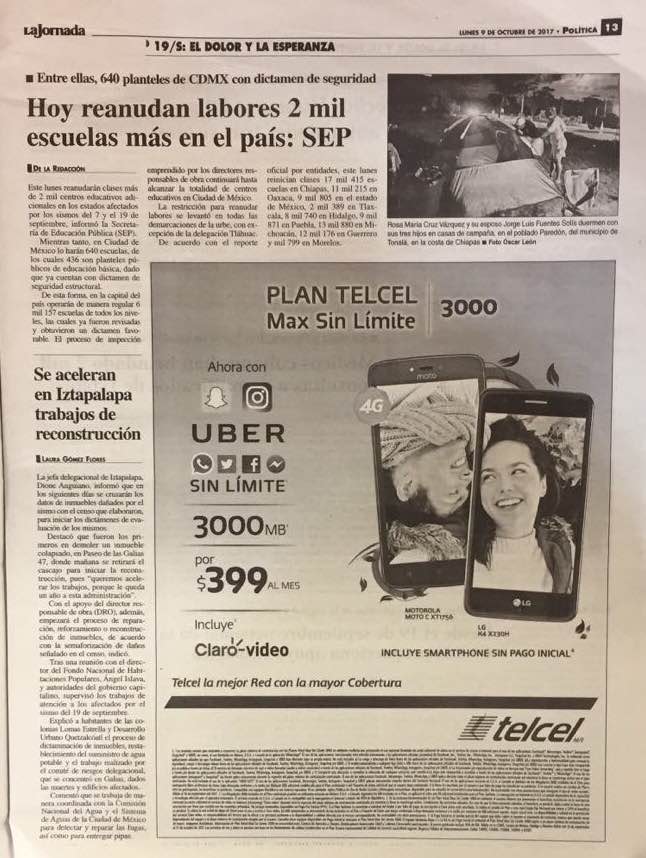 LaJornada
LUNES 9 DE OCTUBRE DE 2017 • POLÍTICA 13
19/S: EL DOLOR Y LA ESPERANZA
■ Entre ellas, 640 planteles de CDMX con dictamen de seguridad
Hoy reanudan labores 2 mil
escuelas más en el país: SEP
DE LA REDACCIÓN
Este lunes reanudarán clases más
de 2 mil centros educativos adi-
cionales en los estados afectados
por los sismos del 7 y 19 de
septiembre, informó la Secreta-
ría de Educación Pública (SEP).
Mientras tanto, en Ciudad de
México lo harán 640 escuelas, de
los cuales 436 son planteles pú-
blicos de educación básica, dado
que ya cuentan con dictamen de
seguridad estructural.
De esta forma, en la capital del
país operarán de manera regular 6
mil 157 escuelas de todos los nive-
les, las cuales ya fueron revisadas
y obtuvieron un dictamen favo-
rable. El proceso de inspección
emprendido por los directores res-
ponsables de obra continuará hasta
alcanzar la totalidad de centros
educativos en Ciudad de México.
La restricción para reanudar
labores se levantó en todas las
demarcaciones de la urbe, con ex-
cepción de la delegación Tláhuac.
De acuerdo con el reporte
oficial por entidades, este lunes
reinician clases 17 mil 415 es-
cuelas en Chiapas, 11 mil 215 en
Oaxaca, 9 mil 805 en el estado
de México, 2 mil 389 en Tlax-
cala, 8 mil 740 en Hidalgo, 9 mil
871 en Puebla, 13 mil 880 en Mi-
choacán, 12 mil 176 en Guerrero
y mil 799 en Morelos.
Rosa María Cruz Vázquez y su esposo Jorge Luis Fuentes Solís duermen con
sus tres hijos en casas de campaña, en el poblado Paredón, del municipio de
Tonalá, en la costa de Chiapas ■ Foto Óscar León
Se aceleran
en Iztapalapa
trabajos de
reconstrucción
LAURA GÓMEZ FLORES
La jefa delegacional de Iztapalapa,
Dione Anguiano, informó que en
los siguientes días se cruzarán los
datos de inmuebles dañados por el
sismo con el censo que elaboraron,
para iniciar los dictámenes de eva-
luación de los mismos.
Destacó que fueron los pri-
meros en demoler un inmueble
colapsado, en Paseo de las Galias
47, donde mañana se retirará el
cascajo para iniciar la recons-
trucción, pues "queremos acele-
rar los trabajos, porque le queda
un año a esta administración".
Con el apoyo del director res-
ponsable de obra (DRO), además,
empezará el proceso de repara-
ción, reforzamiento o reconstruc-
ción de inmuebles, de acuerdo
con la semaforización de daños
señalado en el censo, indicó.
Tras una reunión con el direc-
tor del Fondo Nacional de Habi-
taciones Populares, Ángel Islava,
y autoridades del gobierno capi-
talino, supervisó los trabajos de
atención a los afectados por el
sismo del 19 de septiembre.
Explicó a habitantes de las co-
lonias Lomas Estrella y Desarrollo
Urbano Quetzalcóatl el proceso de
dictaminación de inmuebles, resta-
blecimiento del suministro de agua
potable y el trabajo realizado por el
comité de riesgo delegacional, que
se concentró en Galias, dados
las muertes y edificios afectados.
Comentó que se trabaja de ma-
nera coordinada con la Comisión
Nacional del Agua y el Sistema
de Aguas de la Ciudad de México
para detectar y reparar las fugas,
así como para entregar pipas.
PLAN TELCEL
Max Sin Límite
3000
Ahora con
UBER
SIN LÍMITE
3000MB
por
$399 AL MES
Incluye
Claro-video
4G
moto
LG
MOTOROLA
MOTO C XT1756
LG
K4 X230H
INCLUYE SMARTPHONE SIN PAGO INICIAL
Telcel la mejor Red con la mayor Cobertura
telcel